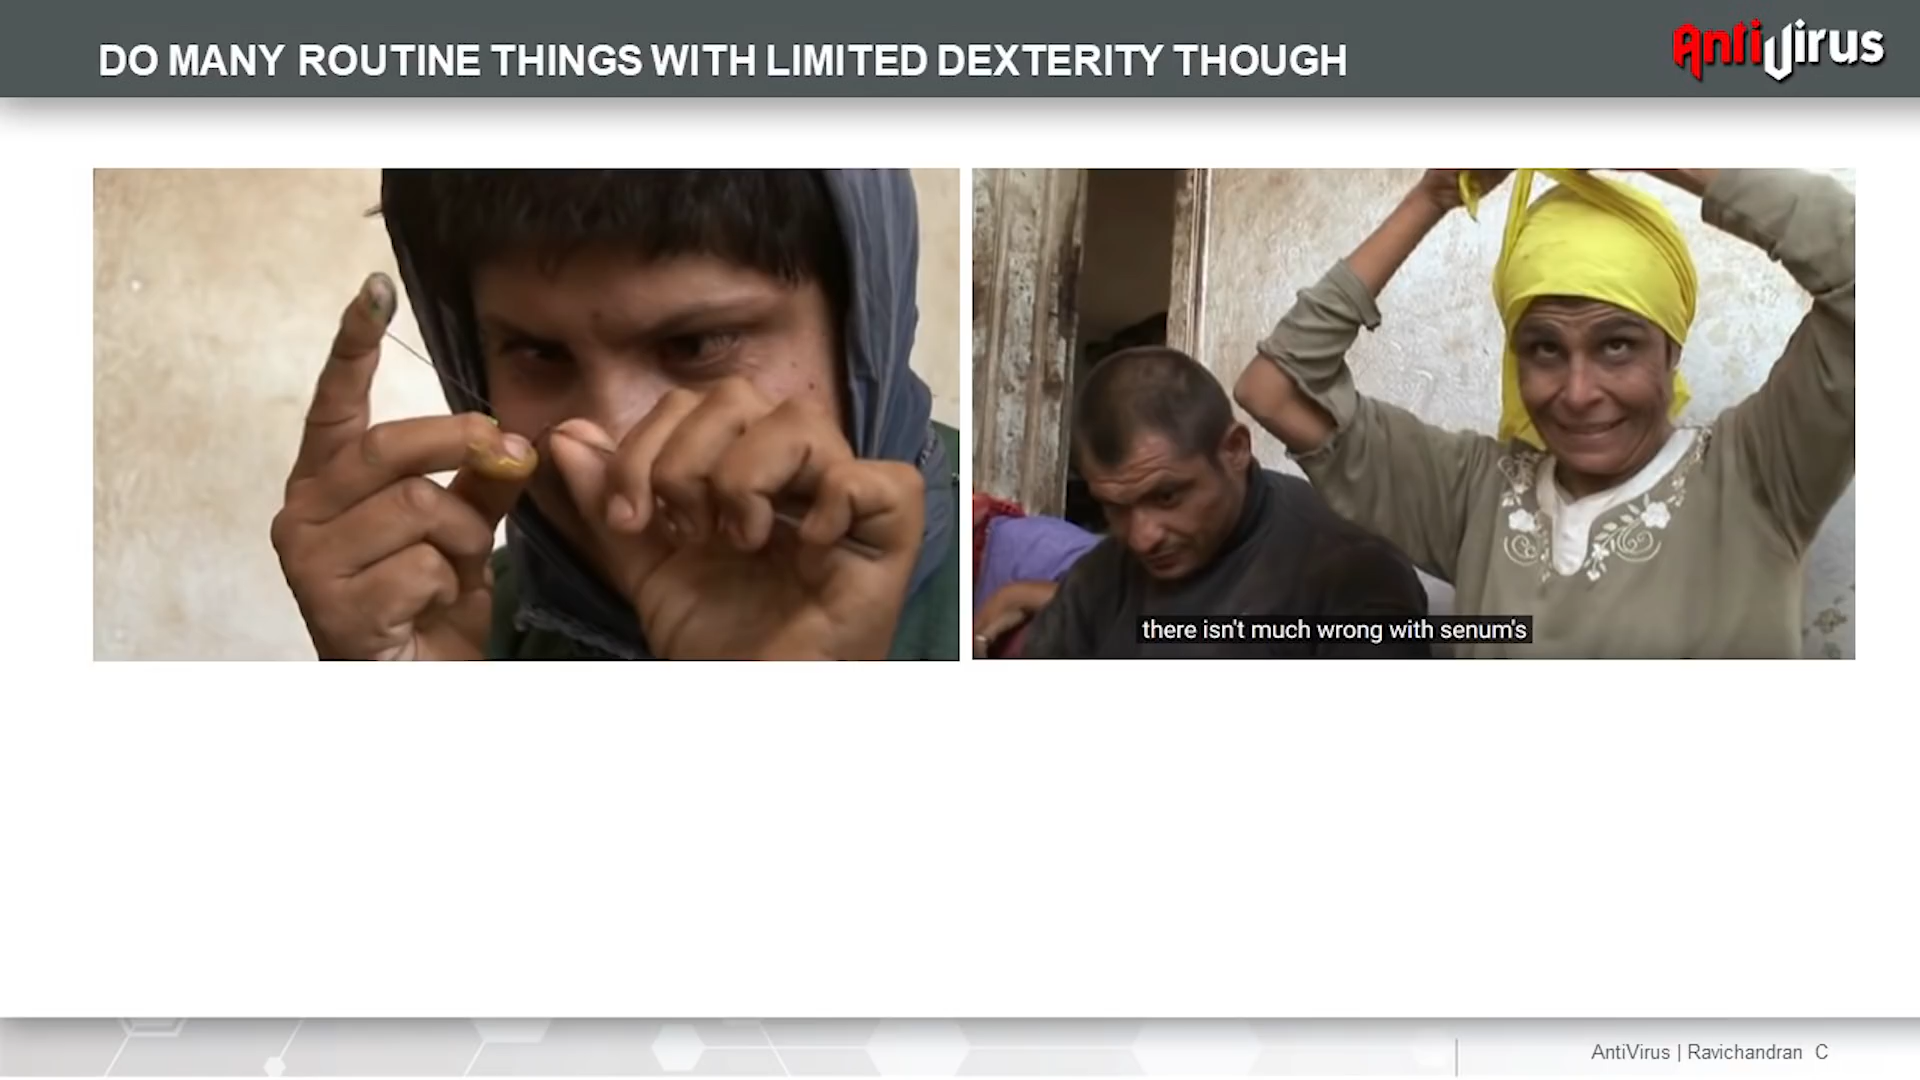 DO MANY ROUTINE THINGS WITH LIMITED DEXTERITY THOUGH
AntiVirus
there isn't much wrong with senum's
AntiVirus | Ravichandran C